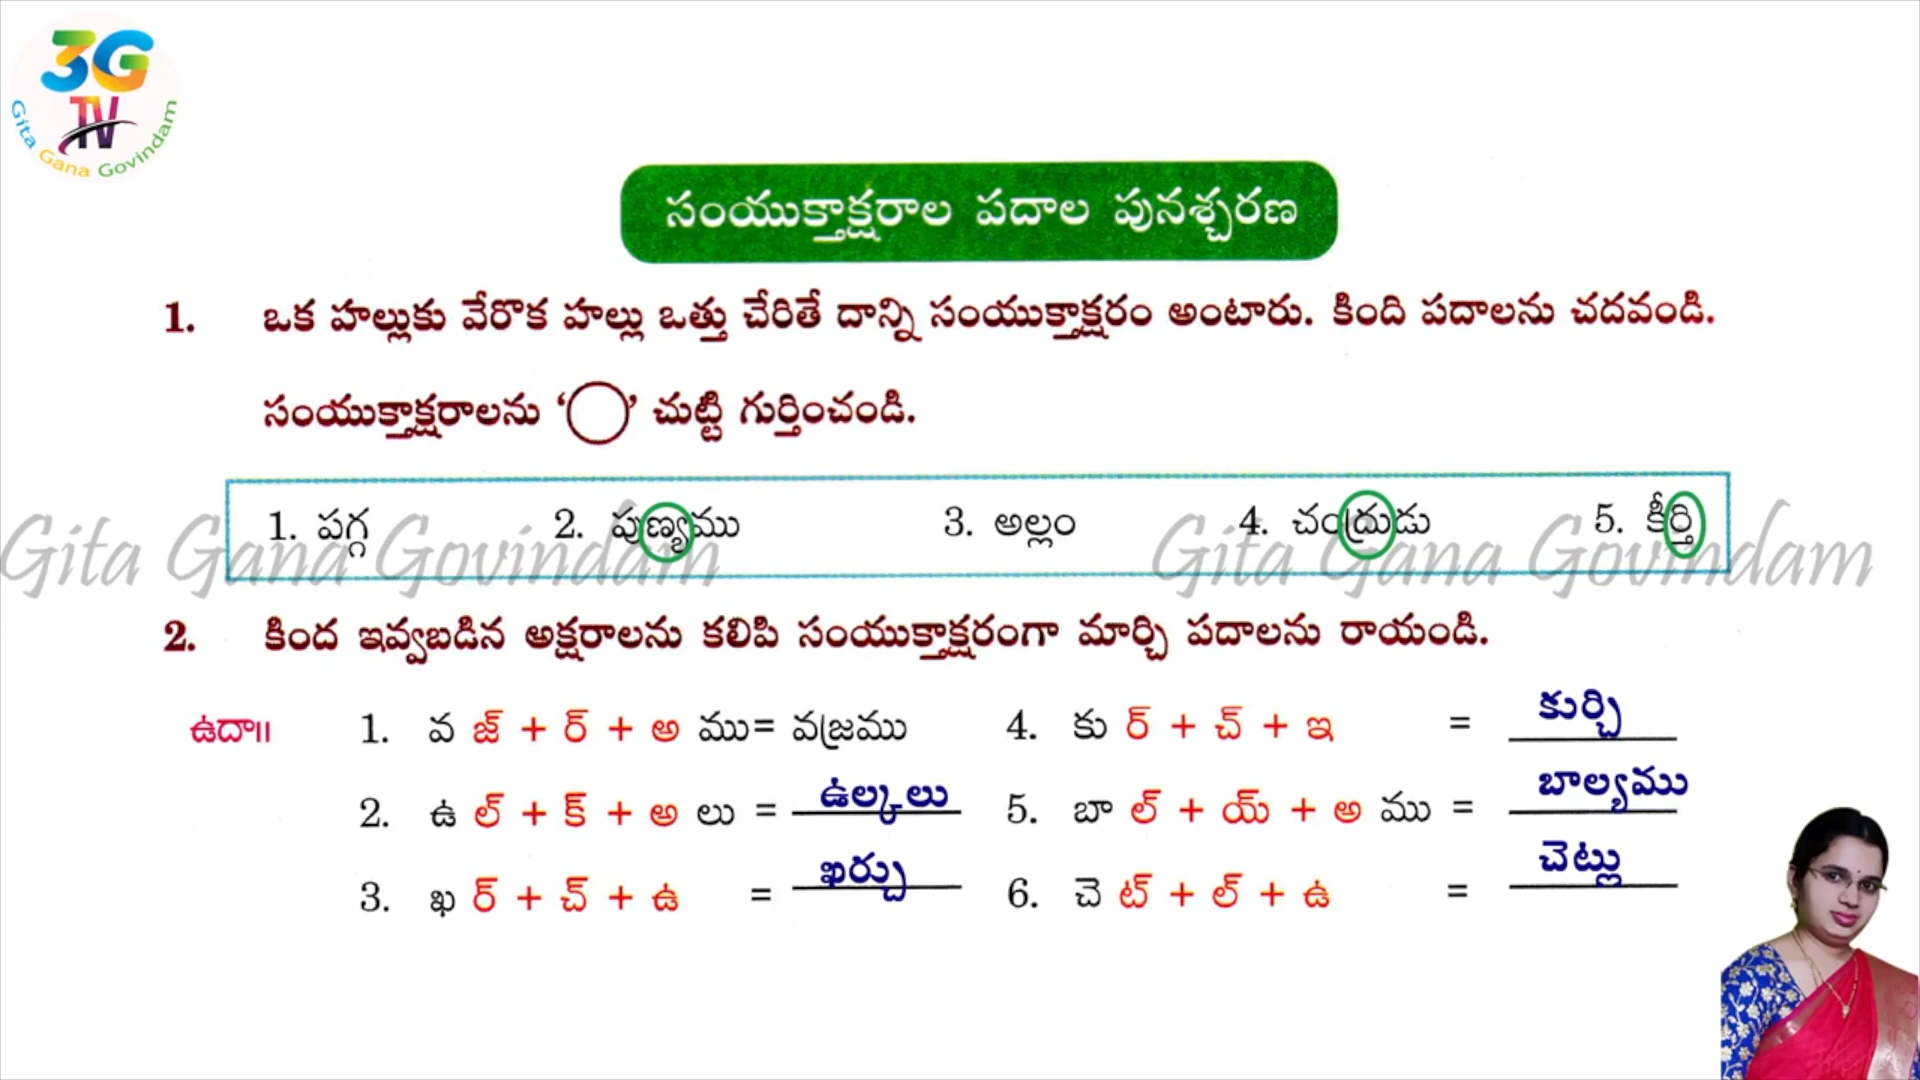 3G
TV
Gita Gana Govindam
సంయుక్తాక్షరాల పదాల పునశ్చరణ
1. ఒక హల్లుకు వేరొక హల్లు ఒత్తు చేరితే దాన్ని సంయుక్తాక్షరం అంటారు. కింది పదాలను చదవండి.
సంయుక్తాక్షరాలను ‘◯’ చుట్టి గుర్తించండి.
1. పగ్గ 2. పుణ్యము 3. అల్లం 4. చంద్రుడు 5. కీర్తి
Gita Gana Govindam Gita Gana Govindam
2. కింద ఇవ్వబడిన అక్షరాలను కలిపి సంయుక్తాక్షరంగా మార్చి పదాలను రాయండి.
ఉదా॥ 1. వ జ్ + ర్ + అ ము= వజ్రము 4. కు ర్ + చ్ + ఇ = కుర్చి
2. ఉ ల్ + క్ + అ లు = ఉల్కలు 5. బా ల్ + య్ + అ ము = బాల్యము
3. ఖ ర్ + చ్ + ఉ = ఖర్చు 6. చె ట్ + ల్ + ఉ = చెట్లు